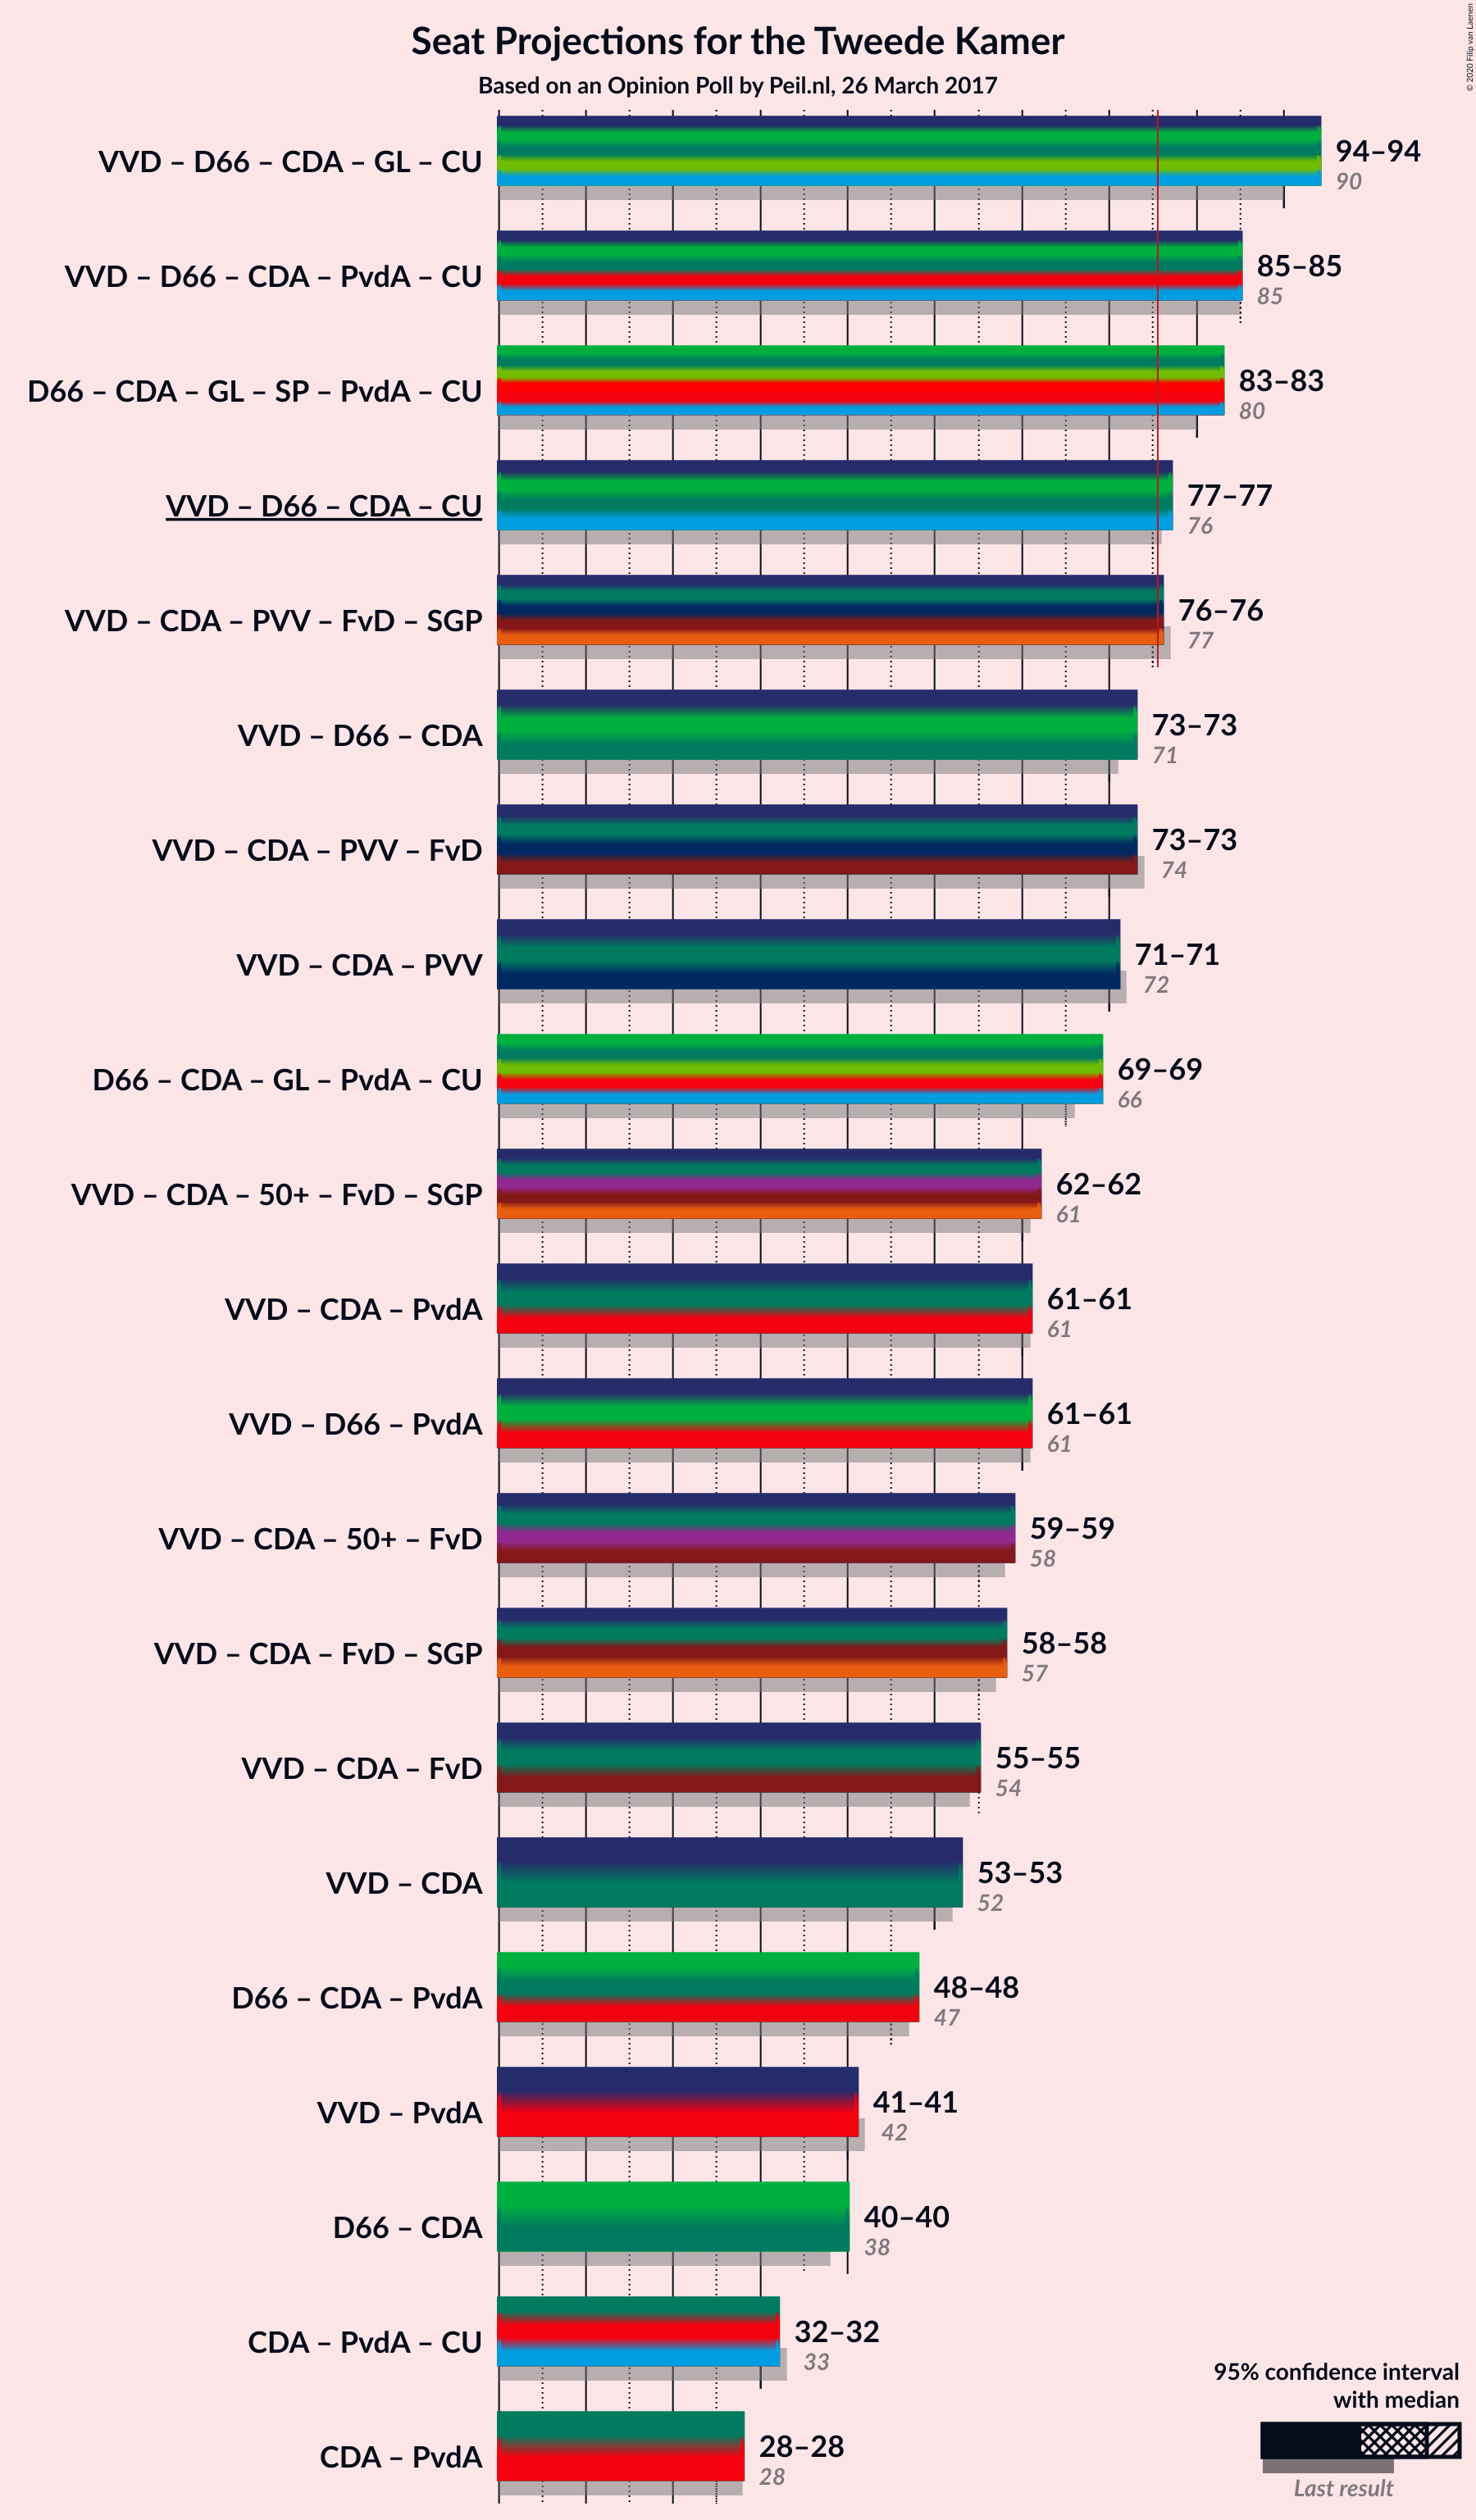 Seat Projections for the Tweede Kamer
Based on an Opinion Poll by Peil.nl, 26 March 2017
© 2020 Filip van Laenen
VVD – D66 – CDA – GL – CU
94–94
90
VVD – D66 – CDA – PvdA – CU
85–85
85
D66 – CDA – GL – SP – PvdA – CU
83–83
80
VVD – D66 – CDA – CU
77–77
76
VVD – CDA – PVV – FvD – SGP
76–76
77
VVD – D66 – CDA
73–73
71
VVD – CDA – PVV – FvD
73–73
74
VVD – CDA – PVV
71–71
72
D66 – CDA – GL – PvdA – CU
69–69
66
VVD – CDA – 50+ – FvD – SGP
62–62
61
VVD – CDA – PvdA
61–61
61
VVD – D66 – PvdA
61–61
61
VVD – CDA – 50+ – FvD
59–59
58
VVD – CDA – FvD – SGP
58–58
57
VVD – CDA – FvD
55–55
54
VVD – CDA
53–53
52
D66 – CDA – PvdA
48–48
47
VVD – PvdA
41–41
42
D66 – CDA
40–40
38
CDA – PvdA – CU
32–32
33
CDA – PvdA
28–28
28
95% confidence interval
with median
Last result